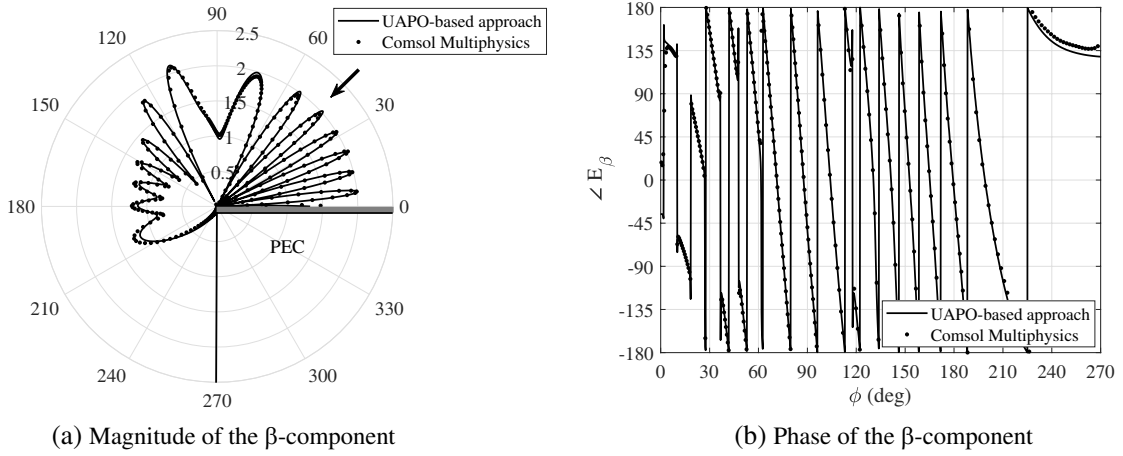 90
120
60
150
30
180
0
210
330
240
300
270
2.5
2
1.5
1
0.5
PEC
UAPO-based approach
Comsol Multiphysics
(a) Magnitude of the β-component
∠ E_β
180
135
90
45
0
-45
-90
-135
-180
0 30 60 90 120 150 180 210 240 270
ϕ (deg)
UAPO-based approach
Comsol Multiphysics
(b) Phase of the β-component